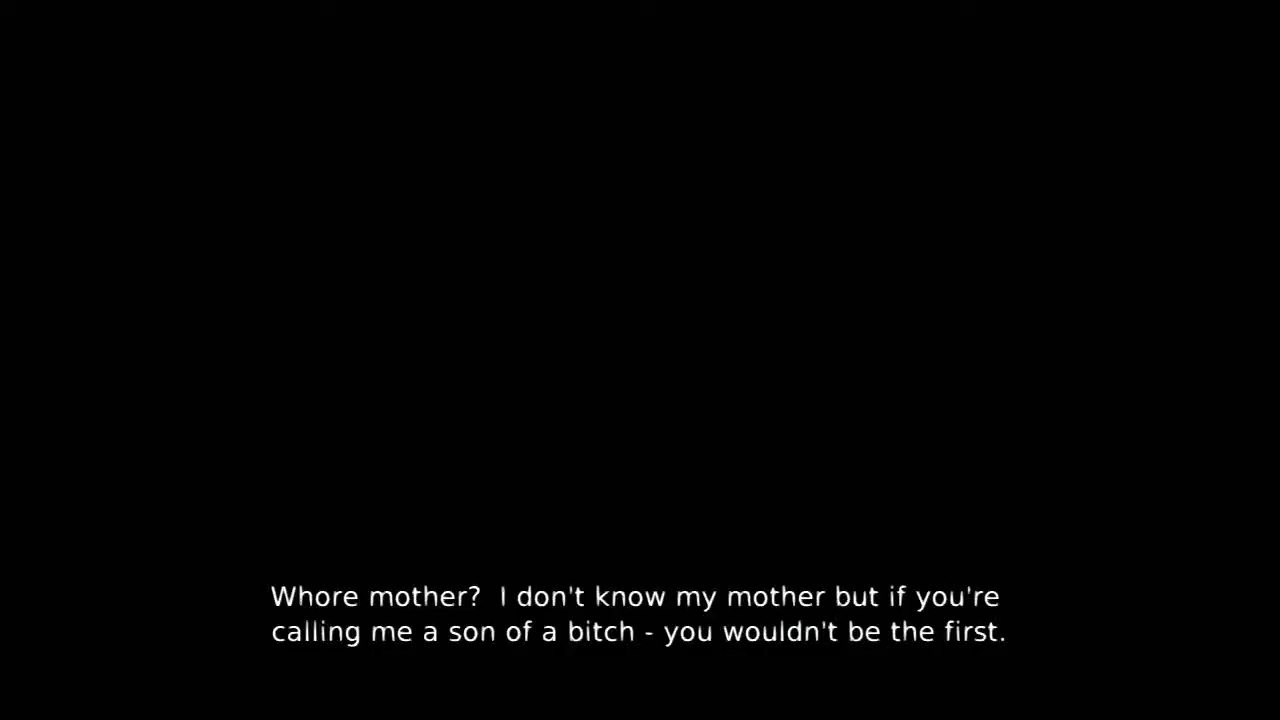 Whore mother?  I don't know my mother but if you're
calling me a son of a bitch - you wouldn't be the first.